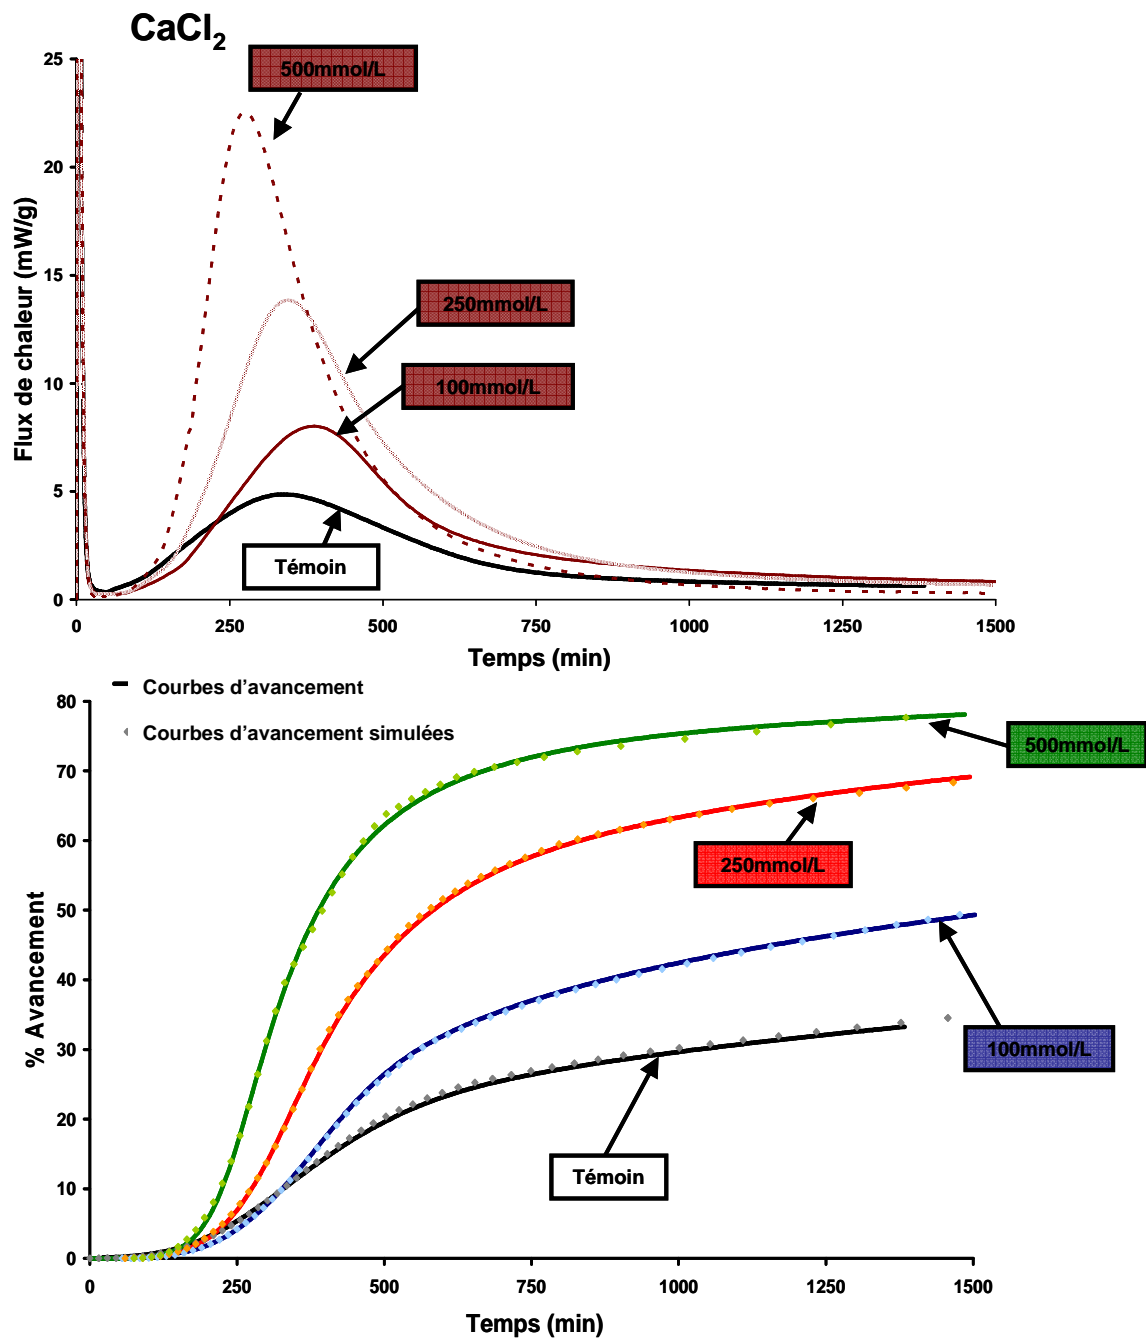 CaCl₂
25
500mmol/L
20
15
250mmol/L
100mmol/L
10
5
Témoin
0
Flux de chaleur (mW/g)
0 250 500 750 1000 1250 1500
Temps (min)
Courbes d'avancement
Courbes d'avancement simulées
80
500mmol/L
70
60
250mmol/L
50
40
100mmol/L
30
20
Témoin
10
0
% Avancement
0 250 500 750 1000 1250 1500
Temps (min)